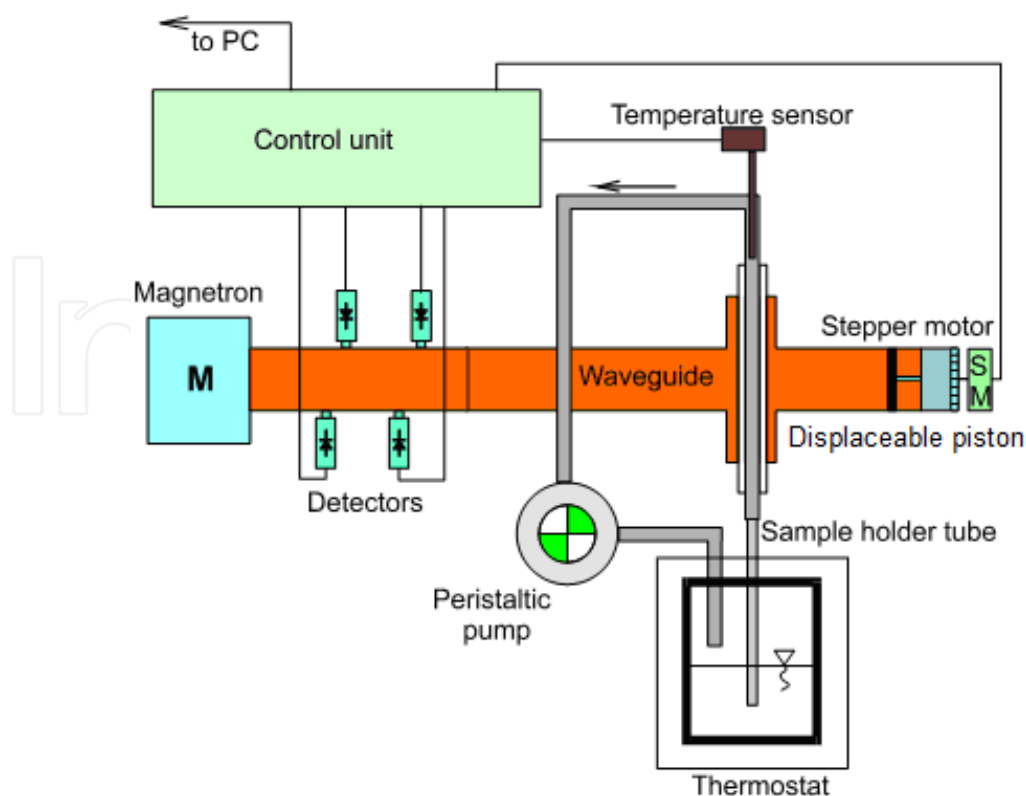 to PC
Control unit
Temperature sensor
Magnetron
M
Stepper motor
Waveguide
S
M
Displaceable piston
Detectors
Sample holder tube
Peristaltic
pump
Thermostat